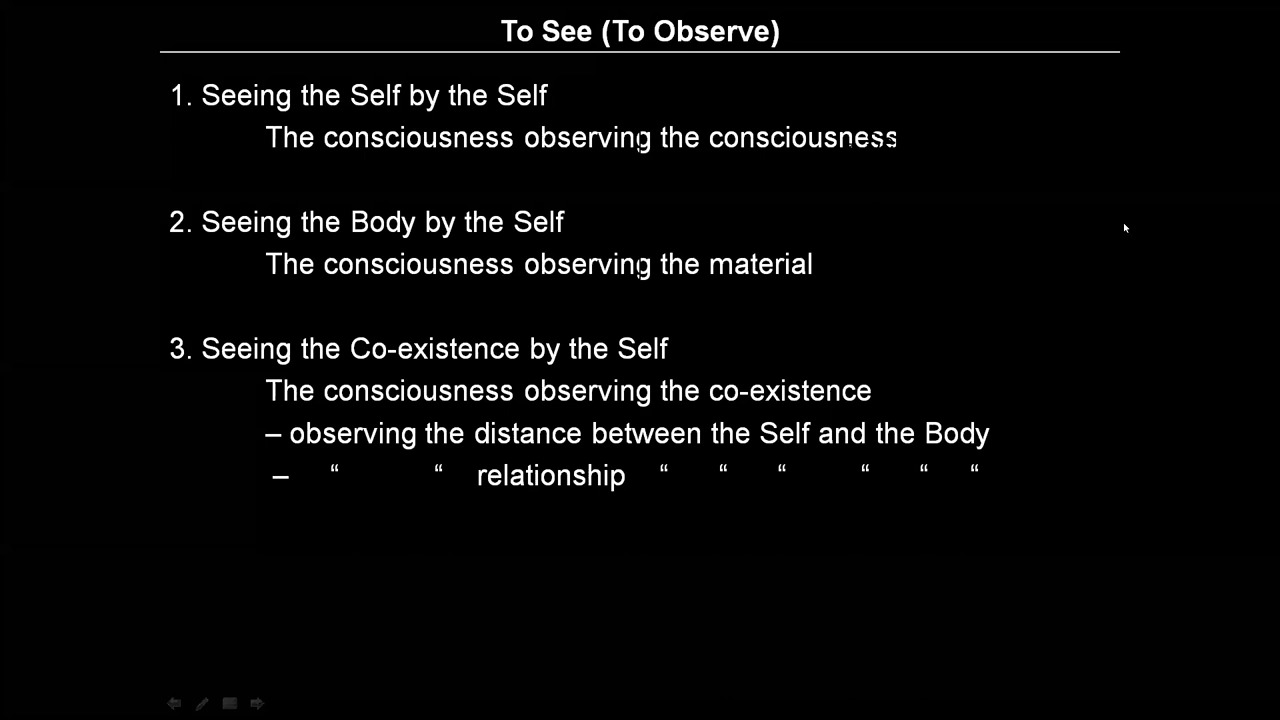 To See (To Observe)
1. Seeing the Self by the Self
The consciousness observing the consciousness
2. Seeing the Body by the Self
The consciousness observing the material
3. Seeing the Co-existence by the Self
The consciousness observing the co-existence
– observing the distance between the Self and the Body
– “ “ relationship “ “ “ “ “ “